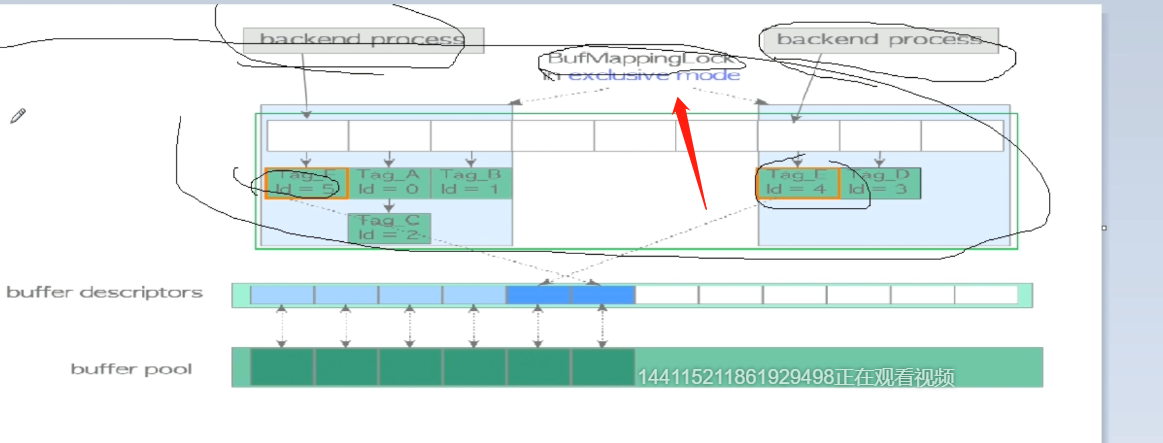 backend process
backend process
BufMappingLock
in exclusive mode
Tag_F
Id = 5
Tag_A
Id = 0
Tag_B
Id = 1
Tag_E
Id = 4
Tag_D
Id = 3
Tag_C
Id = 2
buffer descriptors
buffer pool
144115211861929498正在观看视频